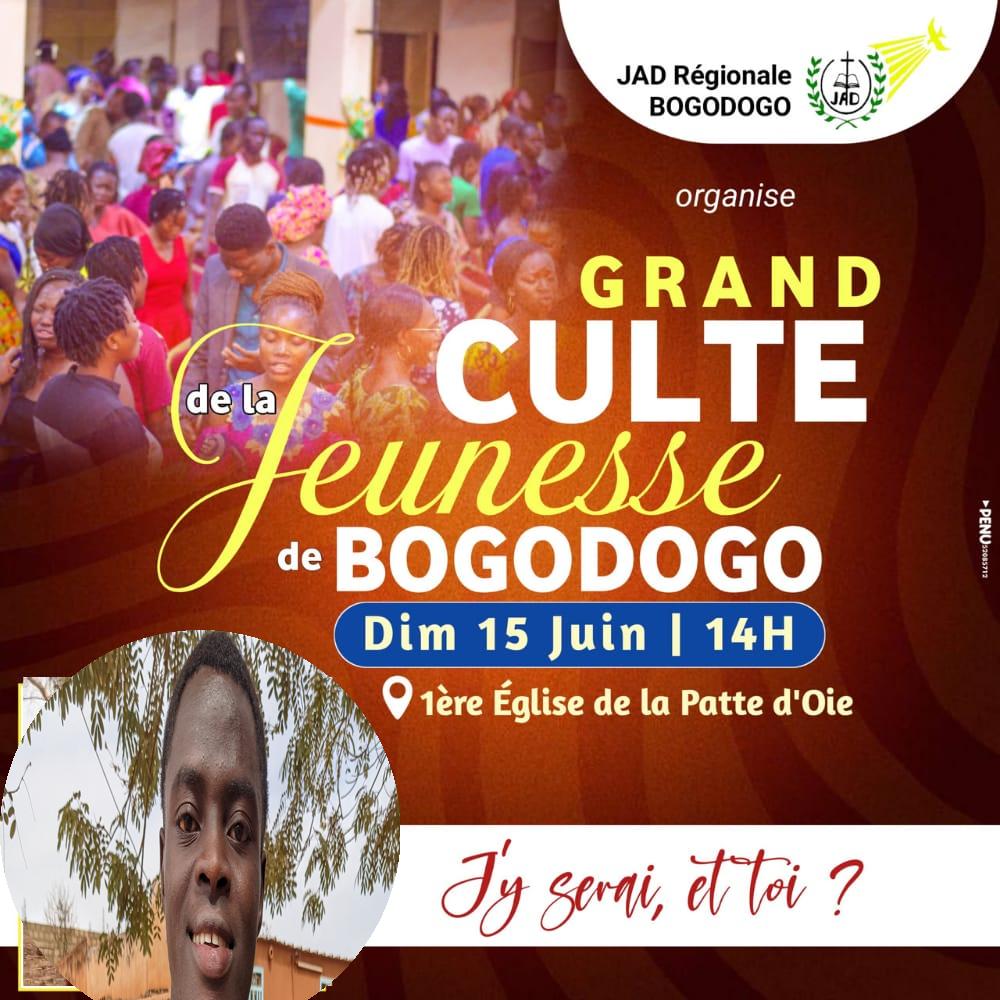 JAD Régionale
BOGODOGO
JAD
organise
GRAND
CULTE
de la
Jeunesse
de BOGODOGO
Dim 15 Juin | 14H
1ère Église de la Patte d'Oie
PENU
J'y serai, et toi ?